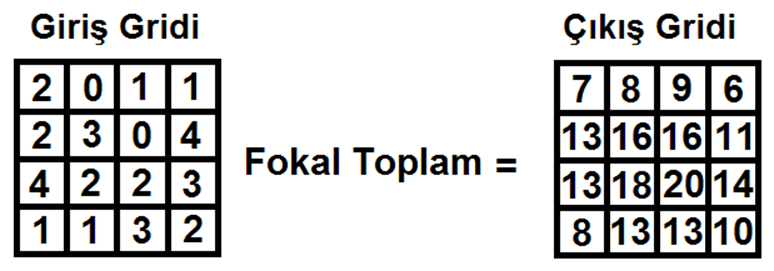 Giriş Gridi
2 0 1 1
2 3 0 4
4 2 2 3
1 1 3 2
Fokal Toplam =
Çıkış Gridi
7 8 9 6
13 16 16 11
13 18 20 14
8 13 13 10